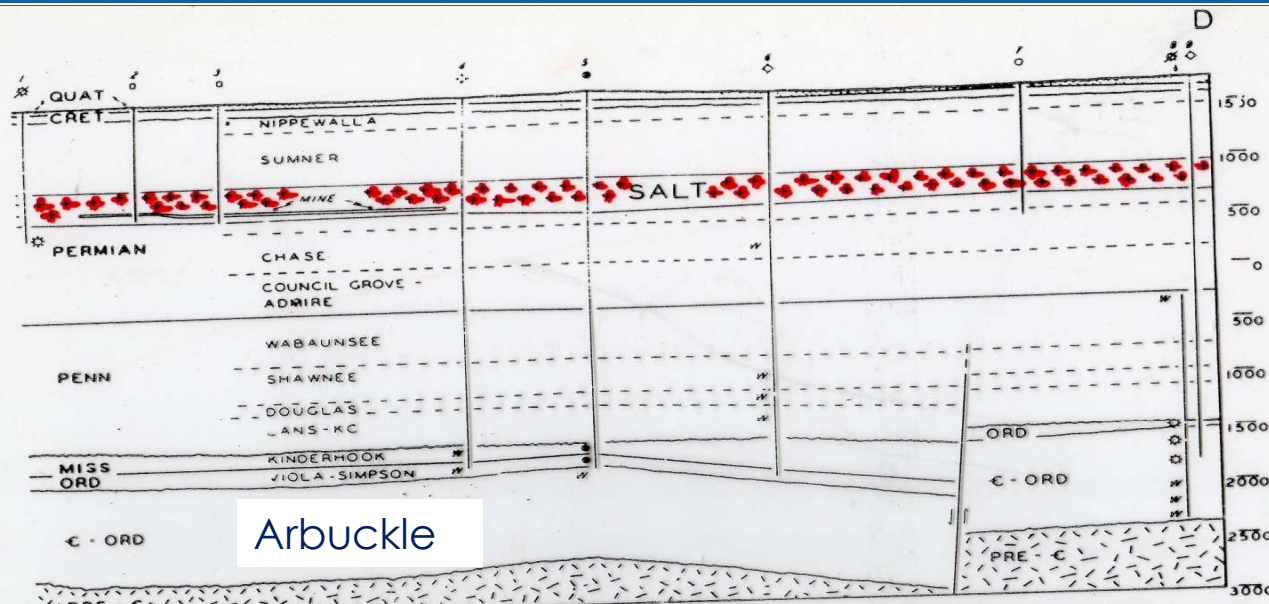 D
1 2 3 4 5 6 7 8 9
QUAT
CRET
NIPPEWALLA
SUMNER
SALT
MINE
PERMIAN
CHASE
COUNCIL GROVE -
ADMIRE
WABAUNSEE
PENN
SHAWNEE
DOUGLAS
LANS-KC
ORD
KINDERHOOK
MISS
ORD
VIOLA-SIMPSON
Є-ORD
Є - ORD
Arbuckle
PRE - Є
1500
1000
500
0
500
1000
1500
2000
2500
3000
W
W
W
W
W
W
W
W
W
W
W